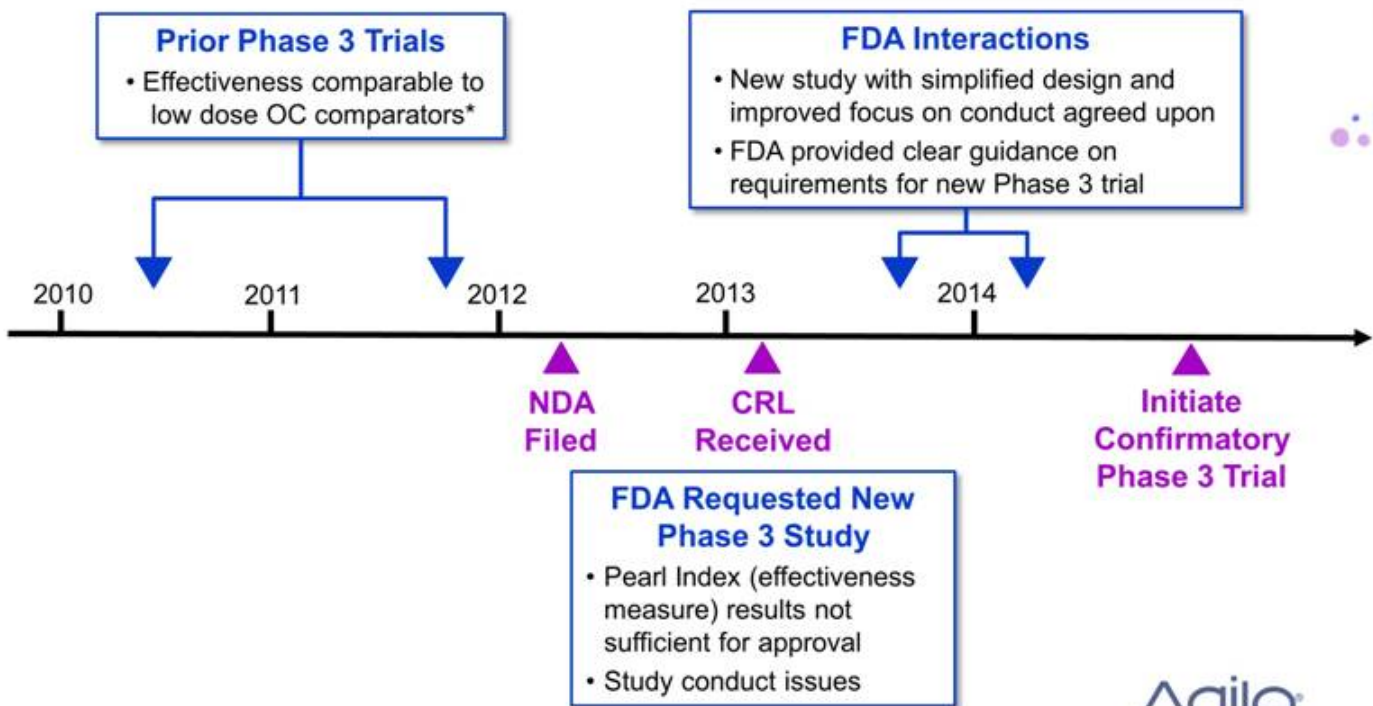 Prior Phase 3 Trials
• Effectiveness comparable to
low dose OC comparators*
FDA Interactions
• New study with simplified design and
improved focus on conduct agreed upon
• FDA provided clear guidance on
requirements for new Phase 3 trial
2010
2011
2012
2013
2014
NDA
Filed
CRL
Received
Initiate
Confirmatory
Phase 3 Trial
FDA Requested New
Phase 3 Study
• Pearl Index (effectiveness
measure) results not
sufficient for approval
• Study conduct issues